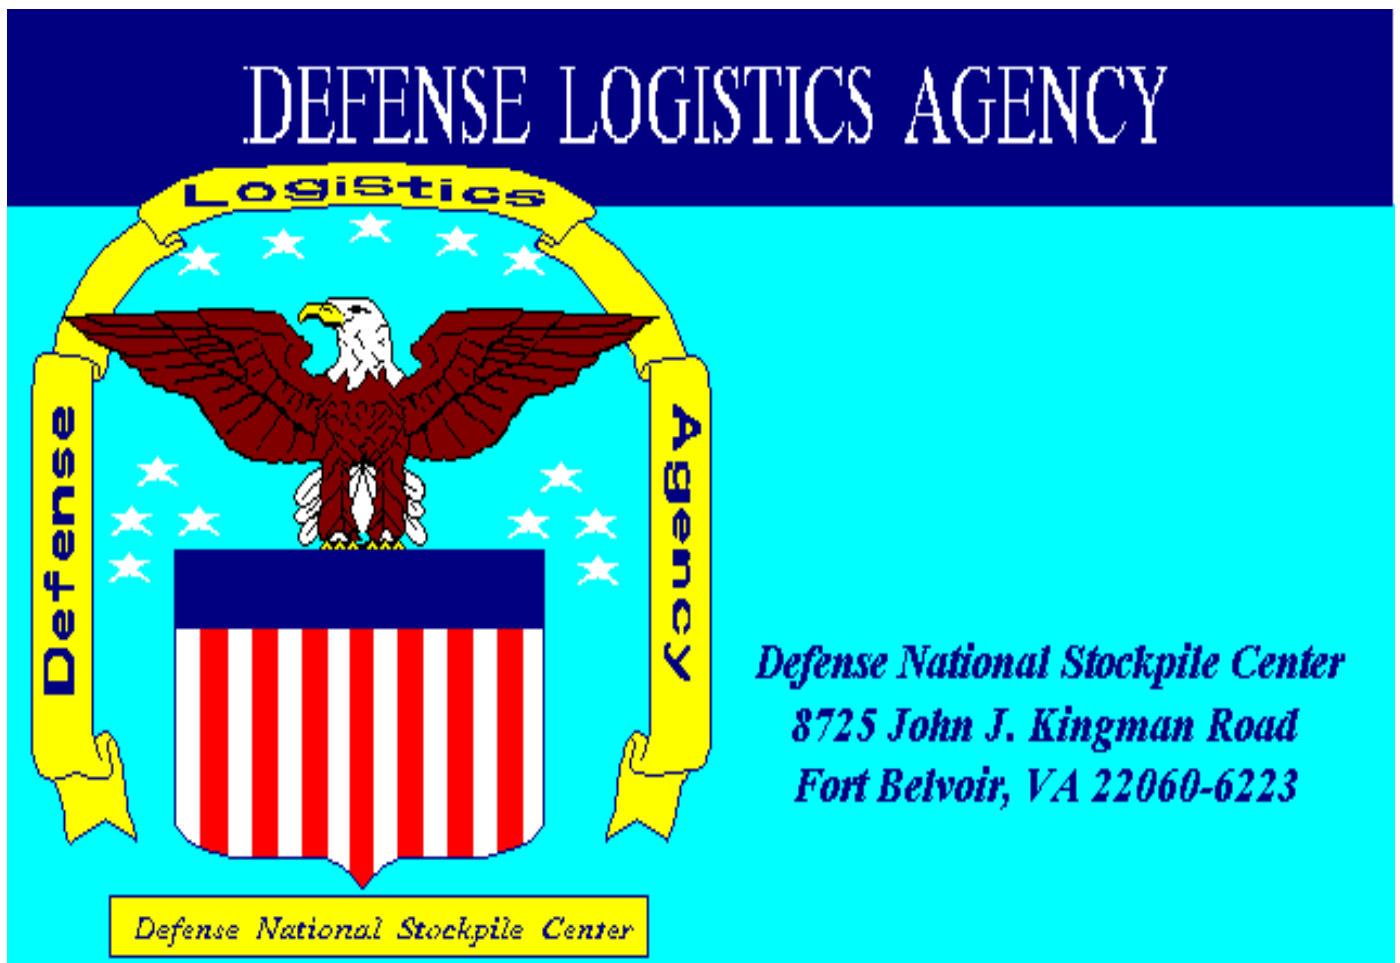 DEFENSE LOGISTICS AGENCY
Defense
Logistics
Agency
Defense National Stockpile Center
8725 John J. Kingman Road
Fort Belvoir, VA 22060-6223
Defense National Stockpile Center